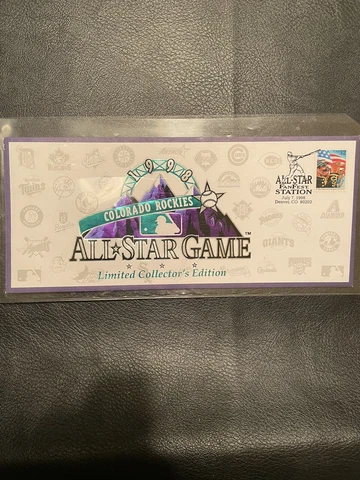 1998
COLORADO ROCKIES
ALL★STAR GAME™
Limited Collector's Edition
ALL★STAR
FANFEST
STATION
July 7, 1998
Denver, CO 80202
Twins
GIANTS